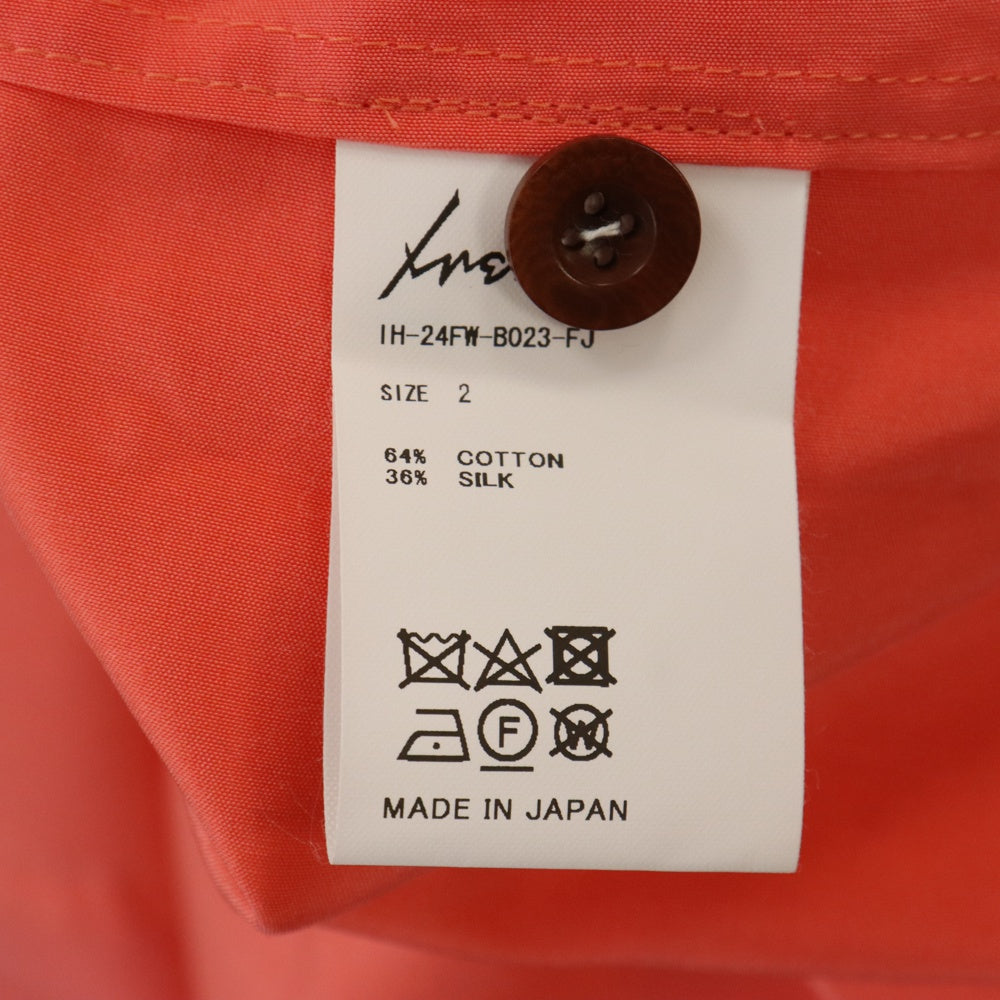 IH-24FW-B023-FJ
SIZE 2
64% COTTON
36% SILK
F
W
MADE IN JAPAN